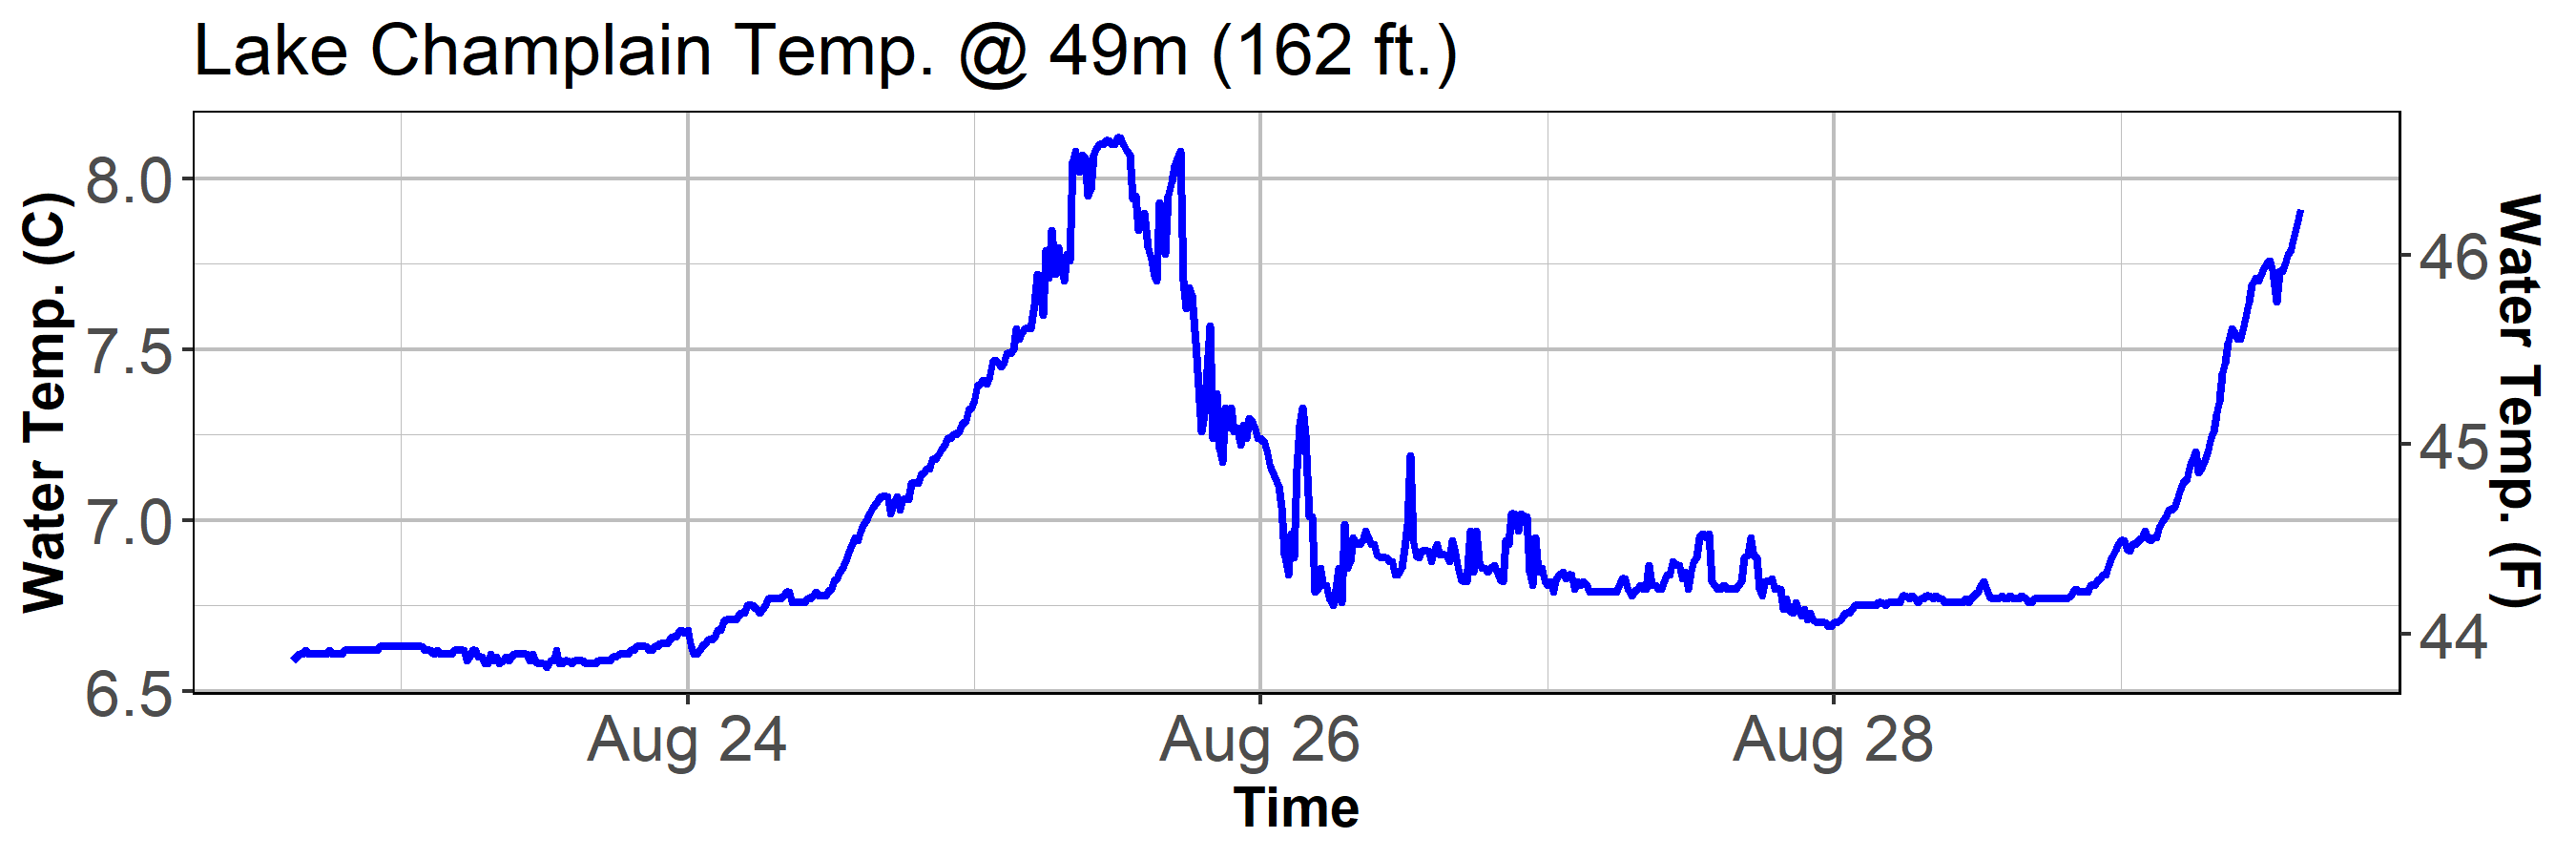 Lake Champlain Temp. @ 49m (162 ft.)
Water Temp. (C)
8.0
7.5
7.0
6.5
46
45
44
Water Temp. (F)
Aug 24 Aug 26 Aug 28
Time